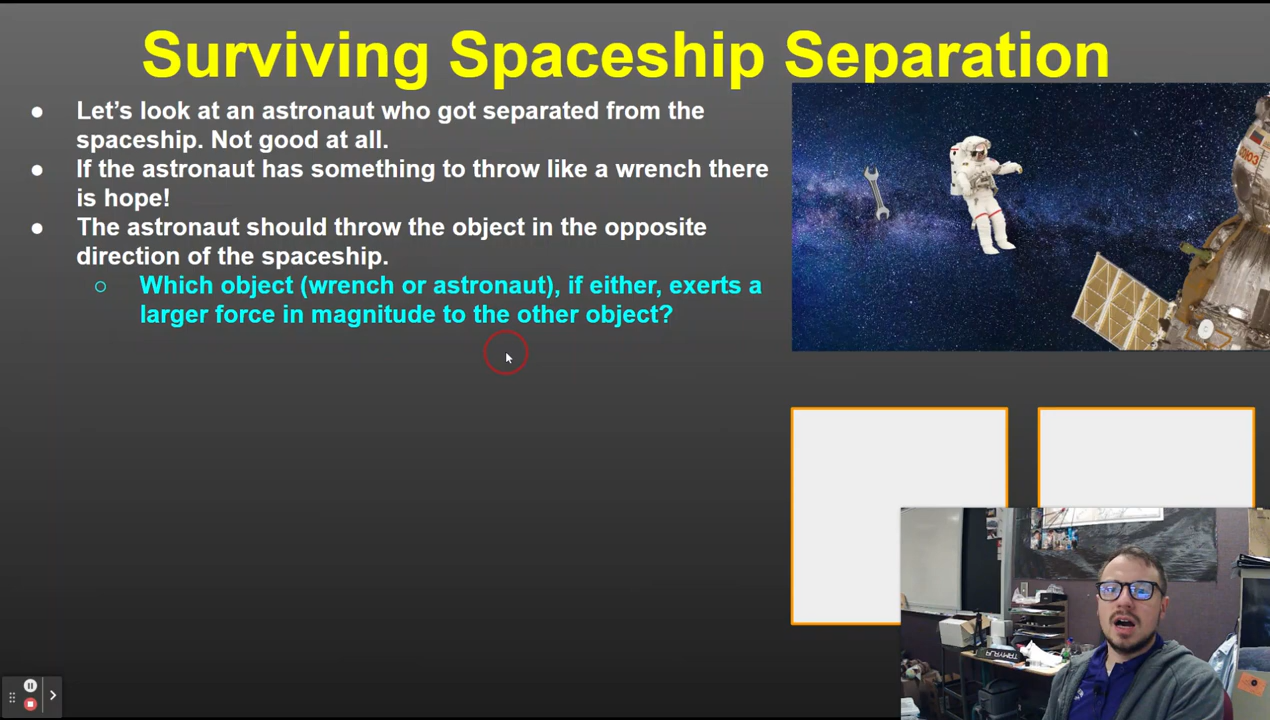 Surviving Spaceship Separation
● Let’s look at an astronaut who got separated from the
spaceship. Not good at all.
● If the astronaut has something to throw like a wrench there
is hope!
● The astronaut should throw the object in the opposite
direction of the spaceship.
○ Which object (wrench or astronaut), if either, exerts a
larger force in magnitude to the other object?